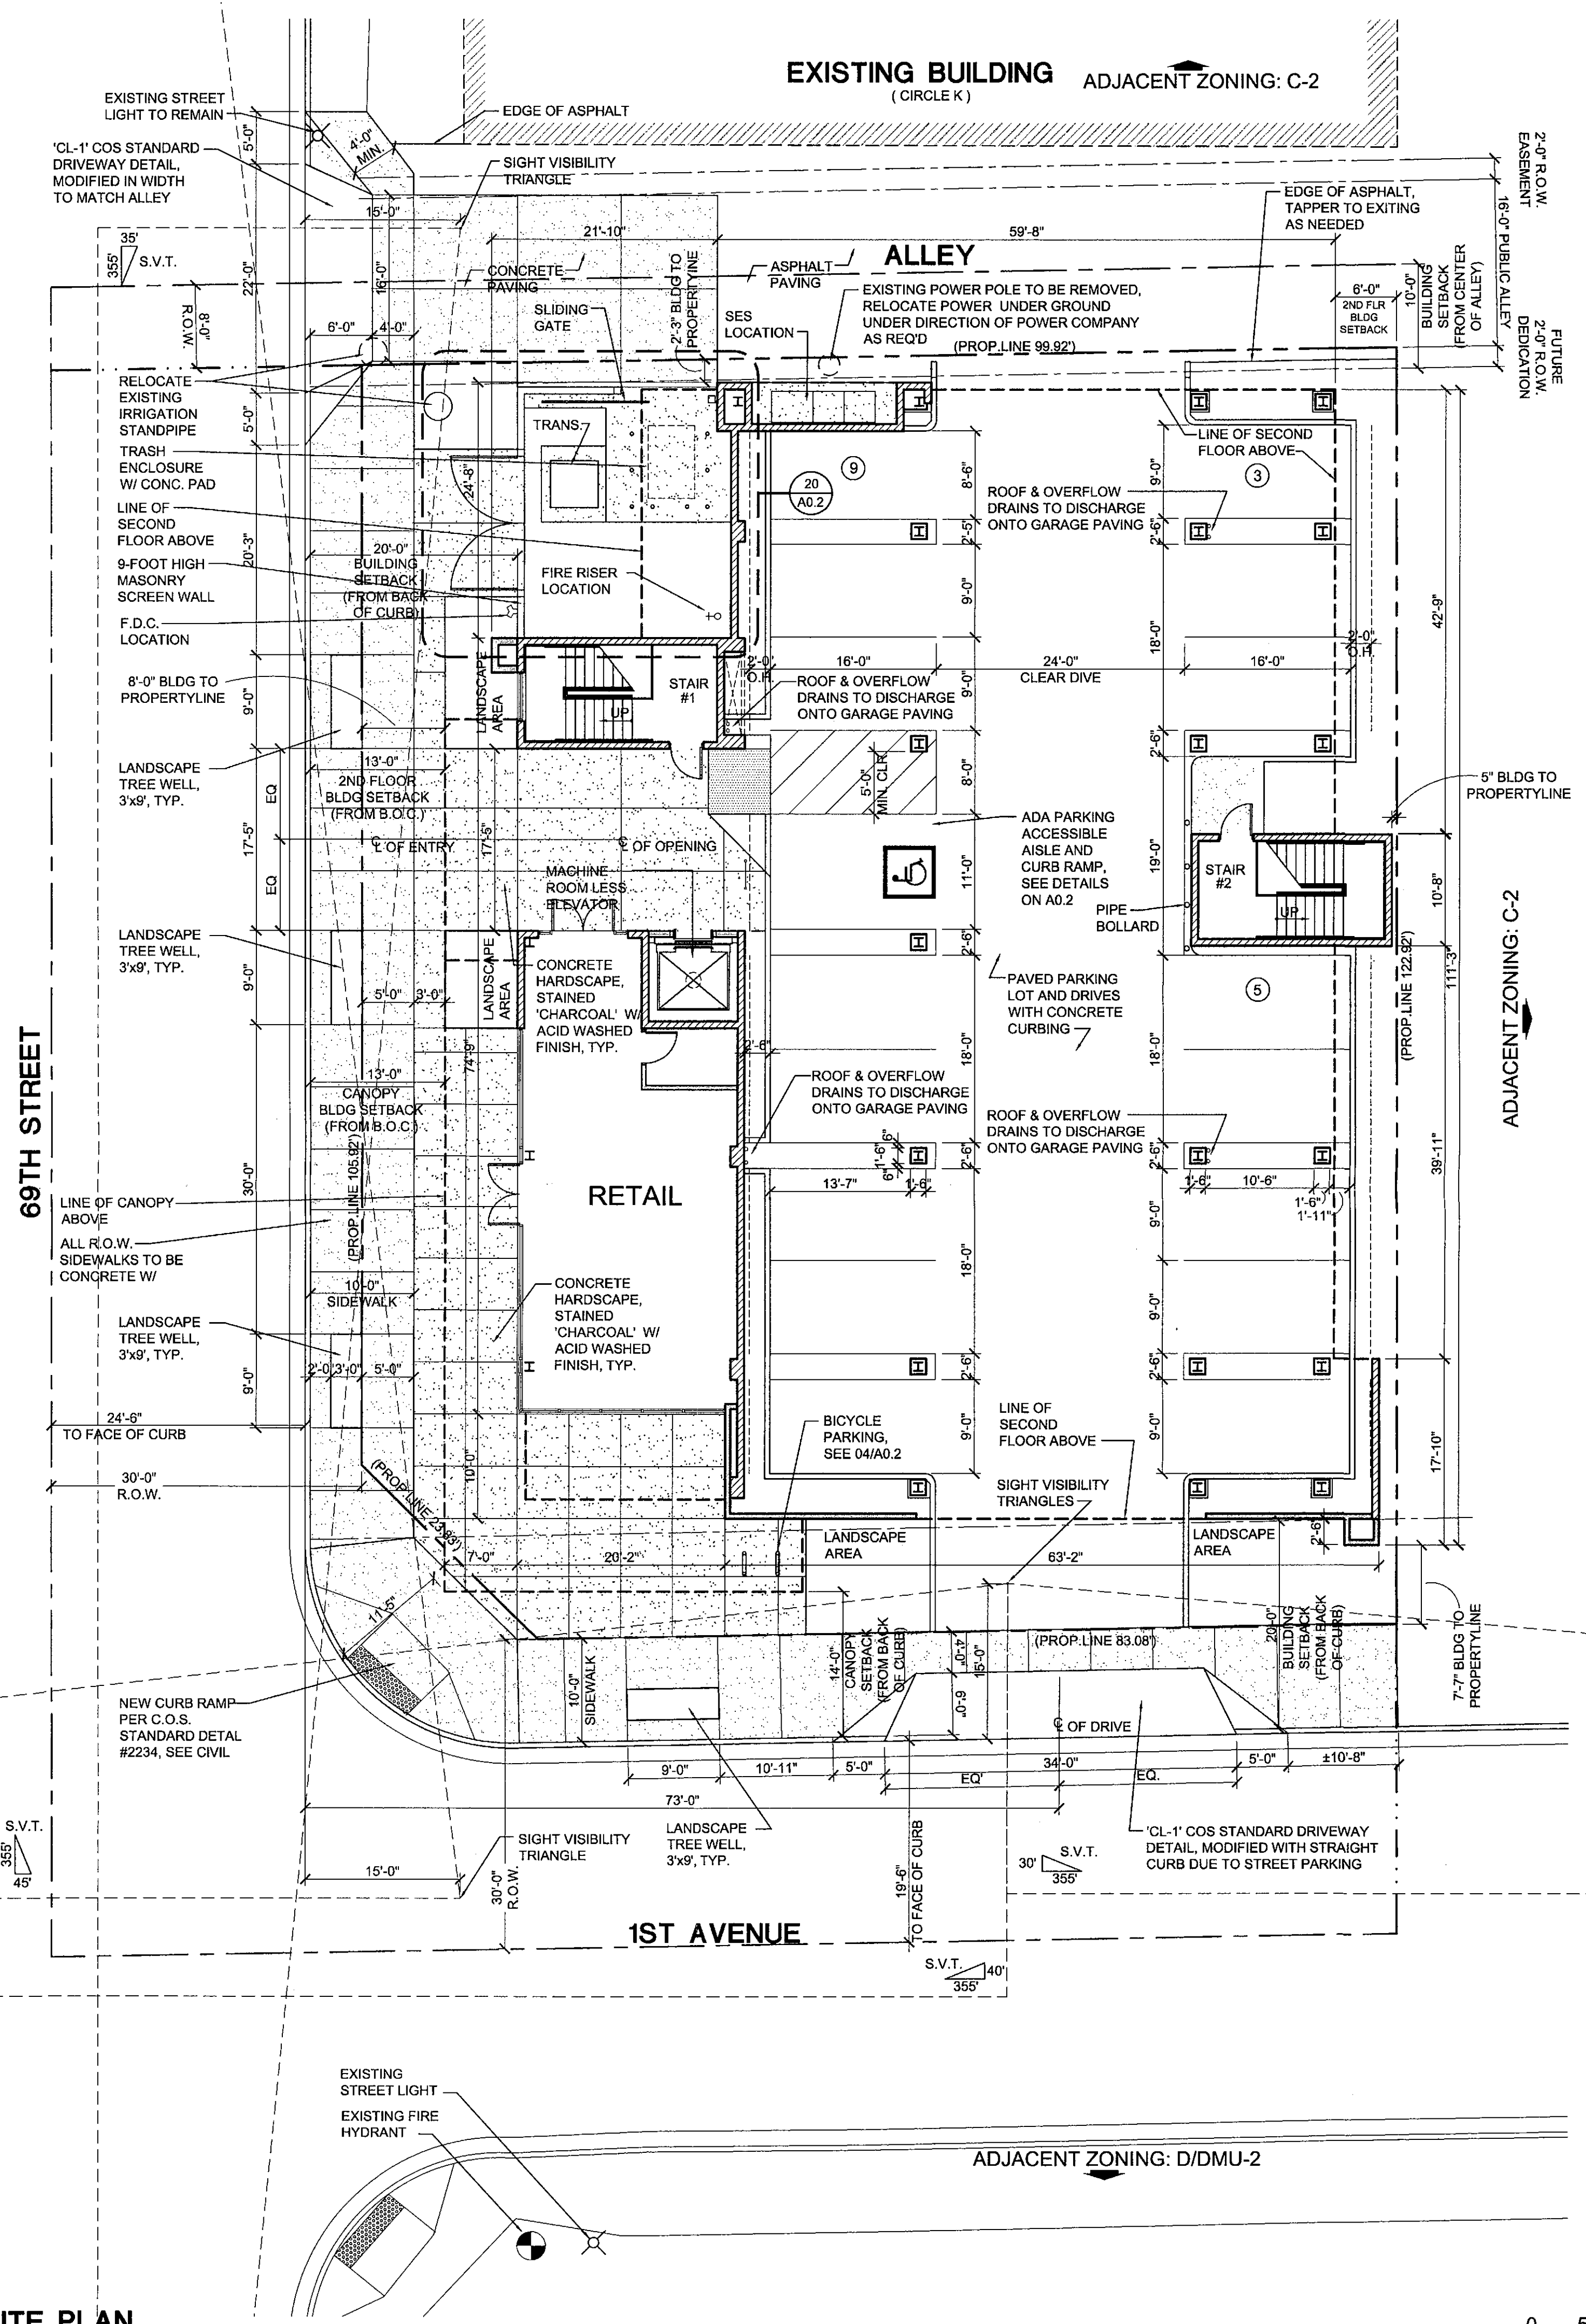 EXISTING BUILDING
( CIRCLE K )
ADJACENT ZONING: C-2
EXISTING STREET
LIGHT TO REMAIN
'CL-1' COS STANDARD
DRIVEWAY DETAIL,
MODIFIED IN WIDTH
TO MATCH ALLEY
5'-0"
4'-0"
MIN.
EDGE OF ASPHALT
SIGHT VISIBILITY
TRIANGLE
15'-0"
2'-0" R.O.W.
EASEMENT
EDGE OF ASPHALT,
TAPPER TO EXITING
AS NEEDED
16'-0" PUBLIC ALLEY
FUTURE
2'-0" R.O.W.
DEDICATION
35'
355'
S.V.T.
22'-0"
16'-0"
21'-10"
59'-8"
ALLEY
CONCRETE
PAVING
ASPHALT
PAVING
2'-3" BLDG TO
PROPERTYINE
SLIDING
GATE
SES
LOCATION
EXISTING POWER POLE TO BE REMOVED,
RELOCATE POWER UNDER GROUND
UNDER DIRECTION OF POWER COMPANY
AS REQ'D
(PROP.LINE 99.92')
6'-0"
2ND FLR
BLDG
SETBACK
10'-0"
BUILDING
SETBACK
(FROM CENTER
OF ALLEY)
8'-0"
R.O.W.
6'-0"
4'-0"
RELOCATE
EXISTING
IRRIGATION
STANDPIPE
5'-0"
TRASH
ENCLOSURE
W/ CONC. PAD
TRANS.
24'-8"
LINE OF
SECOND
FLOOR ABOVE
20'-3"
20'-0"
BUILDING
SETBACK
(FROM BACK
OF CURB)
9-FOOT HIGH
MASONRY
SCREEN WALL
FIRE RISER
LOCATION
F.D.C.
LOCATION
9
20
A0.2
8'-6"
2'-5"
9'-0"
LINE OF SECOND
FLOOR ABOVE
3
ROOF & OVERFLOW
DRAINS TO DISCHARGE
ONTO GARAGE PAVING
9'-0"
2'-6"
18'-0"
42'-9"
8'-0" BLDG TO
PROPERTYLINE
9'-0"
LANDSCAPE
AREA
STAIR
#1
UP
2'-0"
O.H.
16'-0"
24'-0"
CLEAR DIVE
16'-0"
2'-0"
O.H.
9'-0"
ROOF & OVERFLOW
DRAINS TO DISCHARGE
ONTO GARAGE PAVING
LANDSCAPE
TREE WELL,
3'x9', TYP.
13'-0"
2ND FLOOR
BLDG SETBACK
(FROM B.O.C.)
EQ
17'-5"
EQ
17'-5"
℄ OF ENTRY
℄ OF OPENING
5'-0"
MIN. CLR.
8'-0"
2'-6"
5" BLDG TO
PROPERTYLINE
ADA PARKING
ACCESSIBLE
AISLE AND
CURB RAMP,
SEE DETAILS
ON A0.2
11'-0"
19'-0"
STAIR
#2
UP
PIPE
BOLLARD
10'-8"
MACHINE
ROOM LESS
ELEVATOR
LANDSCAPE
TREE WELL,
3'x9', TYP.
9'-0"
5'-0"
3'-0"
LANDSCAPE
AREA
CONCRETE
HARDSCAPE,
STAINED
'CHARCOAL' W/
ACID WASHED
FINISH, TYP.
2'-6"
PAVED PARKING
LOT AND DRIVES
WITH CONCRETE
CURBING
5
(PROP.LINE 122.92')
111'-3"
ADJACENT ZONING: C-2
69TH STREET
74'-9"
13'-0"
CANOPY
BLDG SETBACK
(FROM B.O.C.)
2'-6"
18'-0"
18'-0"
ROOF & OVERFLOW
DRAINS TO DISCHARGE
ONTO GARAGE PAVING
ROOF & OVERFLOW
DRAINS TO DISCHARGE
ONTO GARAGE PAVING
6"
1'-6"
6"
2'-6"
2'-6"
39'-11"
30'-0"
(PROP.LINE 105.92')
RETAIL
13'-7"
1'-6"
1'-6"
10'-6"
1'-6"
1'-11"
LINE OF CANOPY
ABOVE
ALL R.O.W.
SIDEWALKS TO BE
CONCRETE W/
9'-0"
18'-0"
10'-0"
SIDEWALK
CONCRETE
HARDSCAPE,
STAINED
'CHARCOAL' W/
ACID WASHED
FINISH, TYP.
9'-0"
LANDSCAPE
TREE WELL,
3'x9', TYP.
9'-0"
2'-0
3'-0"
5'-0"
2'-6"
2'-6"
24'-6"
TO FACE OF CURB
30'-0"
R.O.W.
10'-0"
(PROP.LINE 23.83')
BICYCLE
PARKING,
SEE 04/A0.2
9'-0"
LINE OF
SECOND
FLOOR ABOVE
9'-0"
17'-10"
SIGHT VISIBILITY
TRIANGLES
LANDSCAPE
AREA
LANDSCAPE
AREA
2'-6"
7'-0"
20'-2"
63'-2"
11'-5"
14'-0"
CANOPY
SETBACK
(FROM BACK
OF CURB)
4'-0"
15'-0"
6'-0"
(PROP.LINE 83.08')
20'-0"
BUILDING
SETBACK
(FROM BACK
OF CURB)
7'-7" BLDG TO
PROPERTYLINE
10'-0"
SIDEWALK
NEW CURB RAMP
PER C.O.S.
STANDARD DETAL
#2234, SEE CIVIL
℄ OF DRIVE
9'-0"
10'-11"
5'-0"
34'-0"
5'-0"
±10'-8"
EQ'
EQ.
73'-0"
S.V.T.
355'
45'
SIGHT VISIBILITY
TRIANGLE
LANDSCAPE
TREE WELL,
3'x9', TYP.
15'-0"
30'-0"
R.O.W.
19'-6"
TO FACE OF CURB
30'
S.V.T.
355'
'CL-1' COS STANDARD DRIVEWAY
DETAIL, MODIFIED WITH STRAIGHT
CURB DUE TO STREET PARKING
1ST AVENUE
S.V.T.
40'
355'
EXISTING
STREET LIGHT
EXISTING FIRE
HYDRANT
ADJACENT ZONING: D/DMU-2